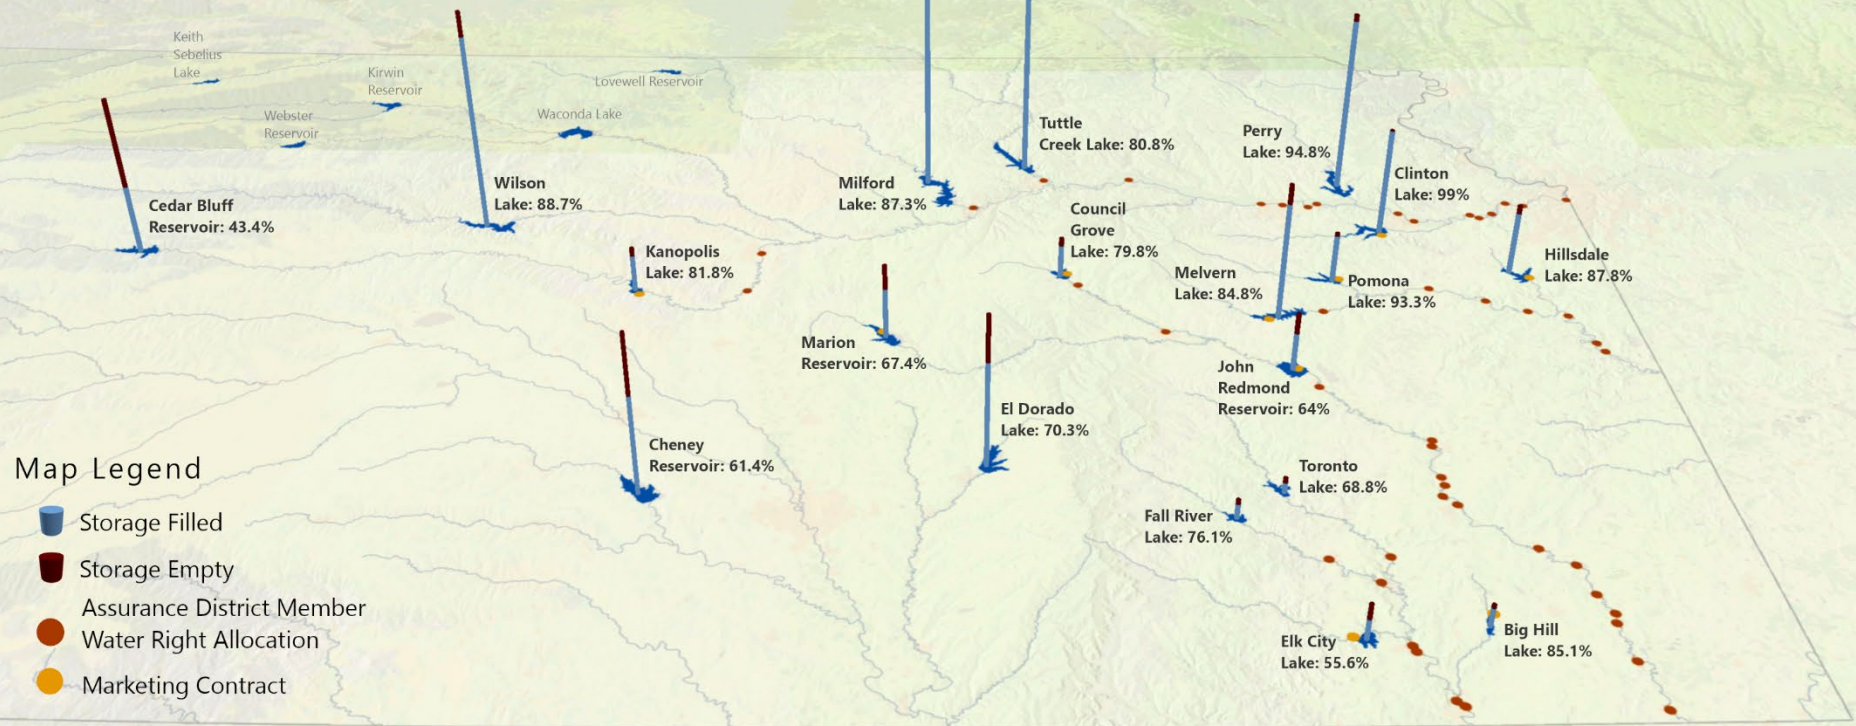 Keith
Sebelius
Lake
Kirwin
Reservoir
Lovewell Reservoir
Webster
Reservoir
Waconda Lake
Tuttle
Creek Lake: 80.8%
Perry
Lake: 94.8%
Clinton
Lake: 99%
Wilson
Lake: 88.7%
Milford
Lake: 87.3%
Cedar Bluff
Reservoir: 43.4%
Council
Grove
Lake: 79.8%
Kanopolis
Lake: 81.8%
Melvern
Lake: 84.8%
Pomona
Lake: 93.3%
Hillsdale
Lake: 87.8%
Marion
Reservoir: 67.4%
John
Redmond
Reservoir: 64%
El Dorado
Lake: 70.3%
Cheney
Reservoir: 61.4%
Toronto
Lake: 68.8%
Fall River
Lake: 76.1%
Elk City
Lake: 55.6%
Big Hill
Lake: 85.1%
Map Legend
Storage Filled
Storage Empty
Assurance District Member
Water Right Allocation
Marketing Contract